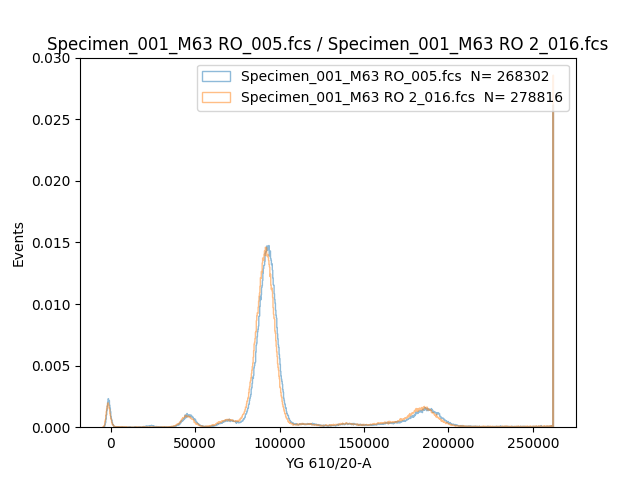 Specimen_001_M63 RO_005.fcs / Specimen_001_M63 RO 2_016.fcs
Specimen_001_M63 RO_005.fcs  N= 268302
Specimen_001_M63 RO 2_016.fcs  N= 278816
Events
0.030
0.025
0.020
0.015
0.010
0.005
0.000
0 50000 100000 150000 200000 250000
YG 610/20-A